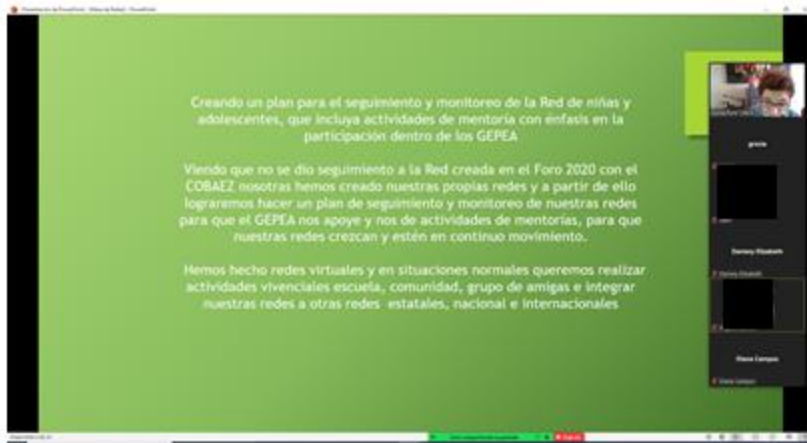 Creando un plan para el seguimiento y monitoreo de la Red de niñas y
adolescentes, que incluya actividades de mentoría con énfasis en la
participación dentro de los GEPEA
Viendo que no se dio seguimiento a la Red creada en el Foro 2020 con el
COBAEZ nosotras hemos creado nuestras propias redes y a partir de ello
lograremos hacer un plan de seguimiento y monitoreo de nuestras redes
para que el GEPEA nos apoye y nos de actividades de mentorías, para que
nuestras redes crezcan y estén en continuo movimiento.
Hemos hecho redes virtuales y en situaciones normales queremos realizar
actividades vivenciales escuela, comunidad, grupo de amigas e integrar
nuestras redes a otras redes estatales, nacional e internacionales
Elizabeth
Elizabeth
Campos
Campos